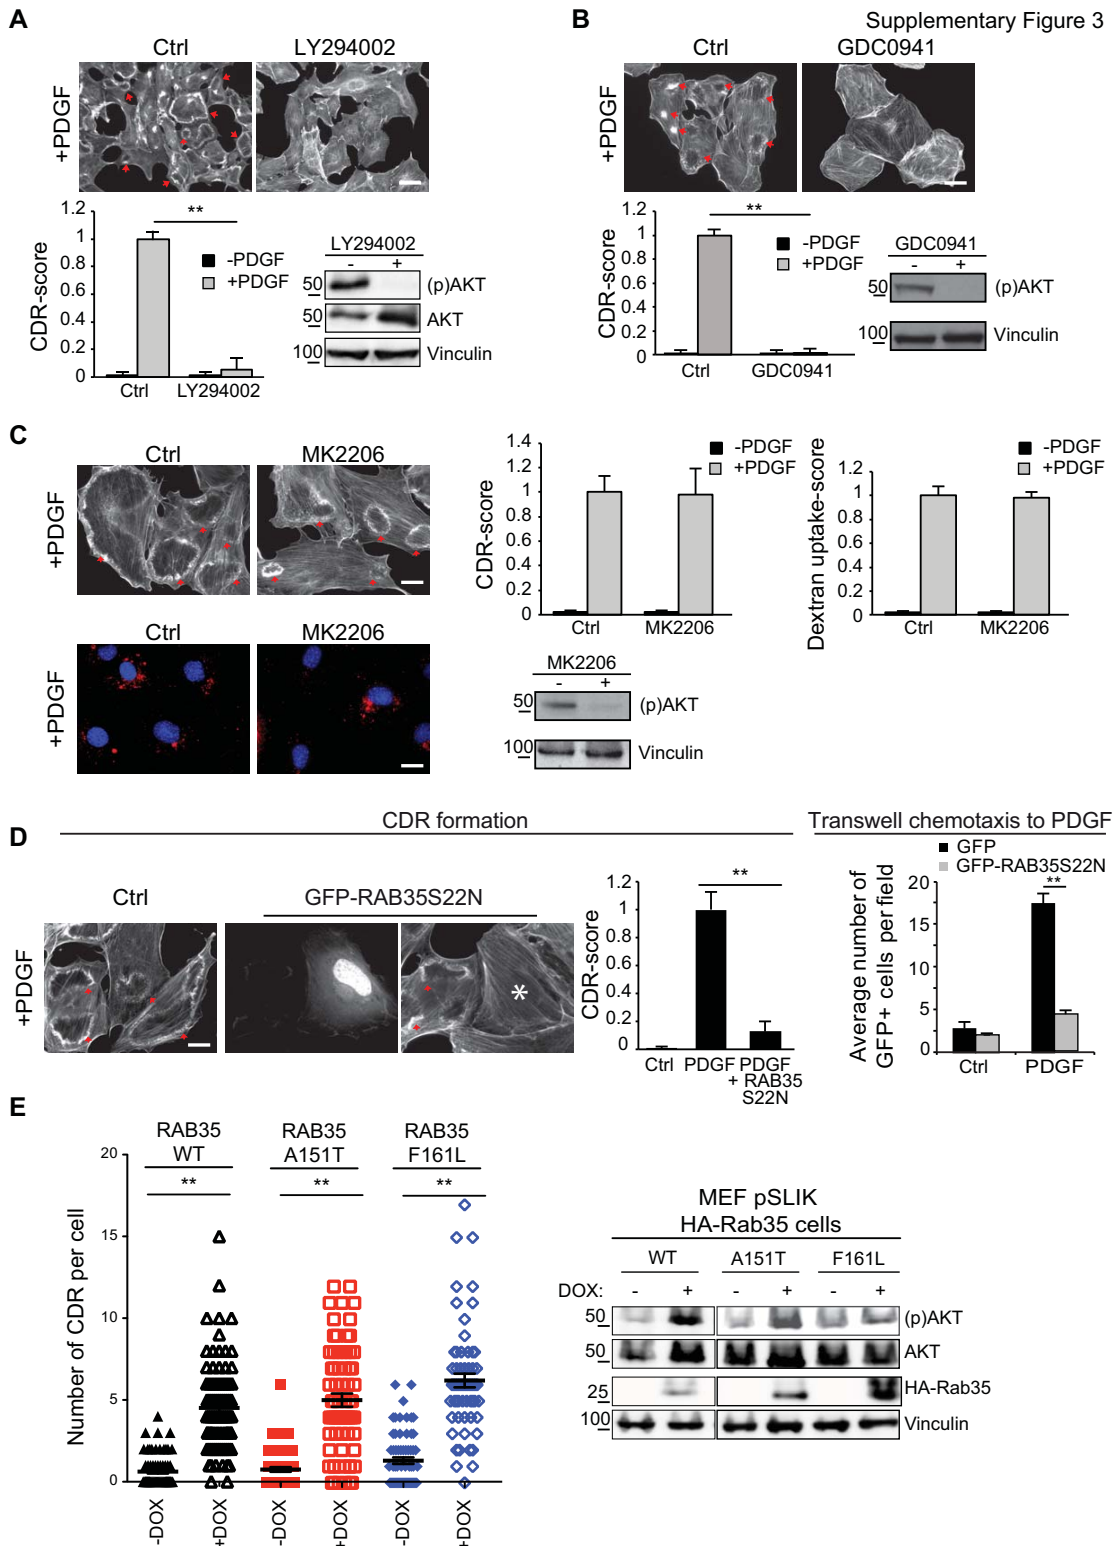 Supplementary Figure 3
A
Ctrl
LY294002
+PDGF
1.2
1
0.8
0.6
0.4
0.2
0
CDR-score
**
-PDGF
+PDGF
Ctrl
LY294002
LY294002
- +
50
(p)AKT
50
AKT
100
Vinculin
B
Ctrl
GDC0941
+PDGF
1.2
1
0.8
0.6
0.4
0.2
0
CDR-score
**
-PDGF
+PDGF
Ctrl
GDC0941
GDC0941
- +
50
(p)AKT
100
Vinculin
C
Ctrl
MK2206
+PDGF
Ctrl
MK2206
+PDGF
1.4
1.2
1
0.8
0.6
0.4
0.2
0
CDR-score
-PDGF
+PDGF
Ctrl
MK2206
1.2
1
0.8
0.6
0.4
0.2
0
Dextran uptake-score
-PDGF
+PDGF
Ctrl
MK2206
MK2206
- +
50
(p)AKT
100
Vinculin
D
CDR formation
Ctrl
GFP-RAB35S22N
+PDGF
*
1.2
1
0.8
0.6
0.4
0.2
0
CDR-score
**
Ctrl
PDGF
PDGF
+ RAB35
S22N
Transwell chemotaxis to PDGF
GFP
GFP-RAB35S22N
20
15
10
5
0
Average number of
GFP+ cells per field
**
Ctrl
PDGF
E
RAB35
WT
RAB35
A151T
RAB35
F161L
**
**
**
20
15
10
5
0
Number of CDR per cell
-DOX
+DOX
-DOX
+DOX
-DOX
+DOX
MEF pSLIK
HA-Rab35 cells
WT A151T F161L
DOX: - + - + - +
50
(p)AKT
50
AKT
25
HA-Rab35
100
Vinculin